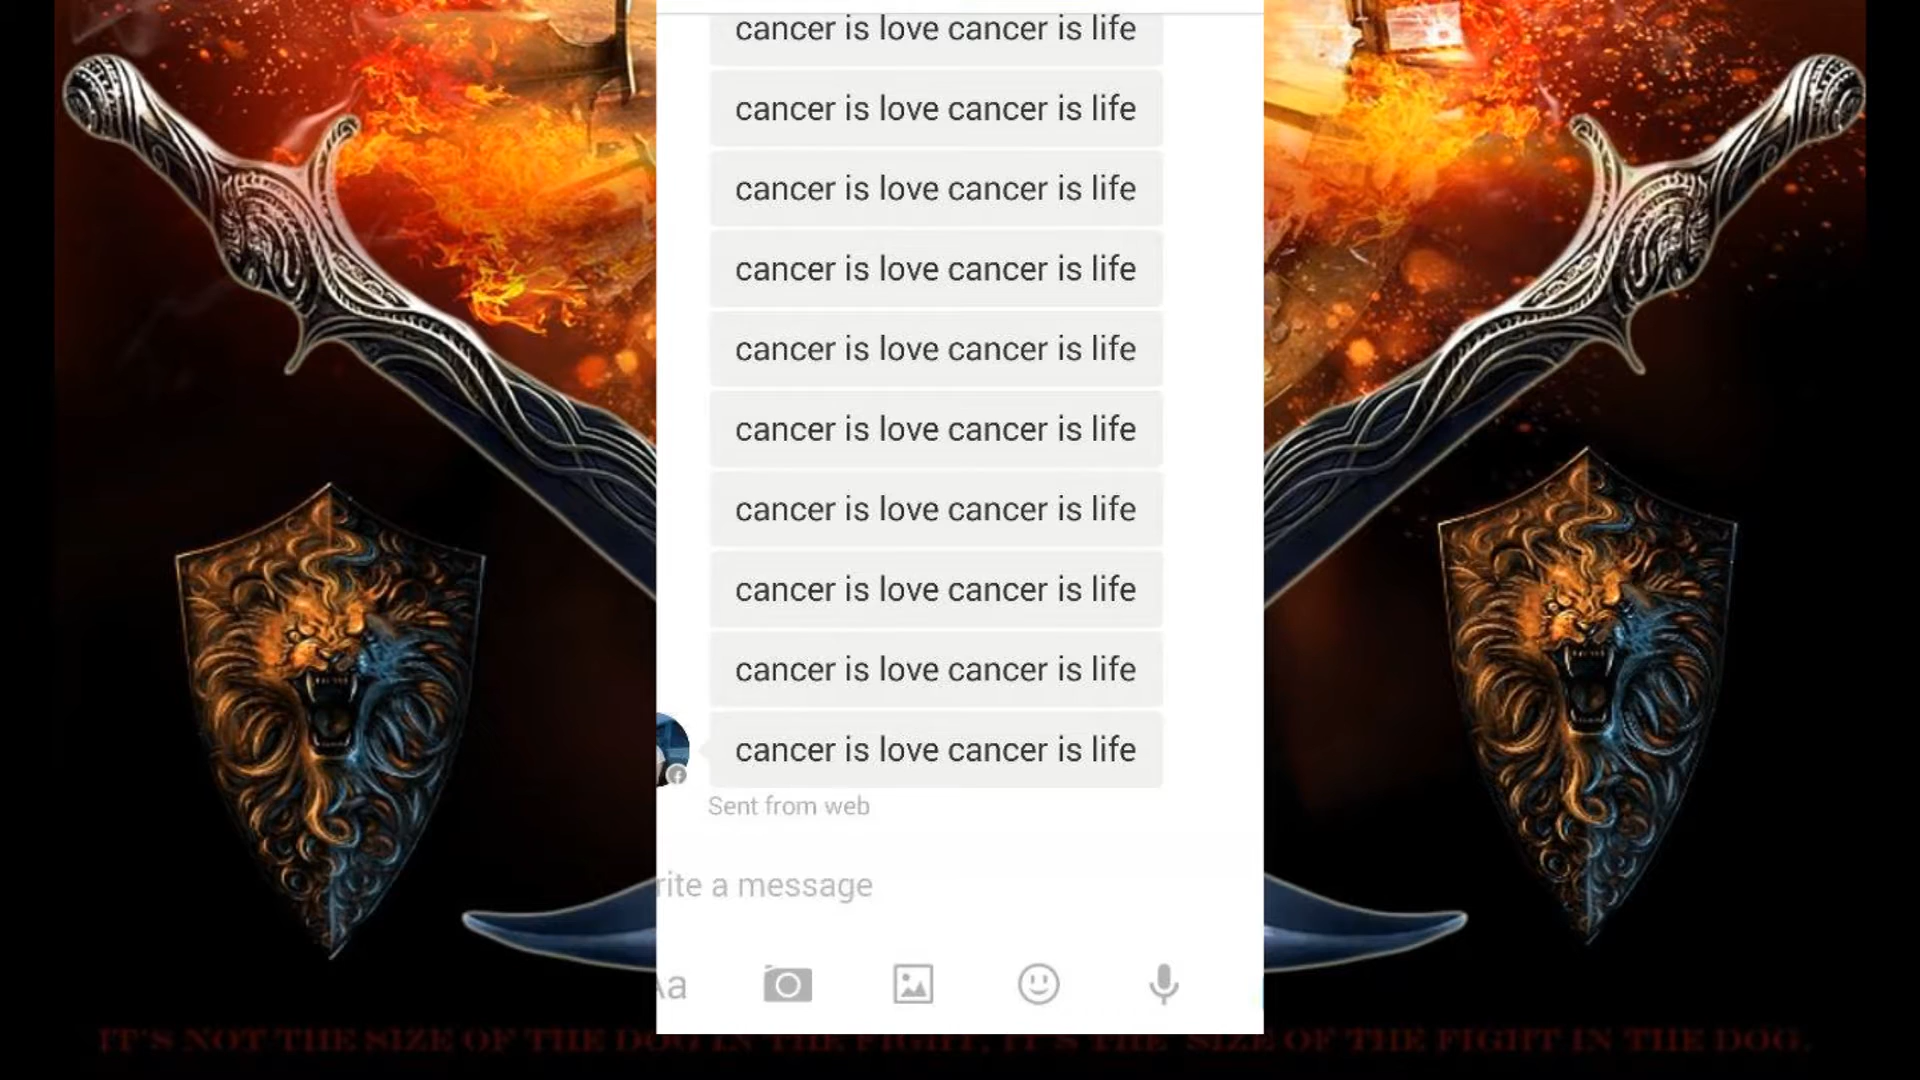 cancer is love cancer is life
cancer is love cancer is life
cancer is love cancer is life
cancer is love cancer is life
cancer is love cancer is life
cancer is love cancer is life
cancer is love cancer is life
cancer is love cancer is life
cancer is love cancer is life
cancer is love cancer is life
Sent from web
rite a message
Aa
IT'S NOT THE SIZE OF THE DOG IN THE FIGHT, IT'S THE SIZE OF THE FIGHT IN THE DOG.